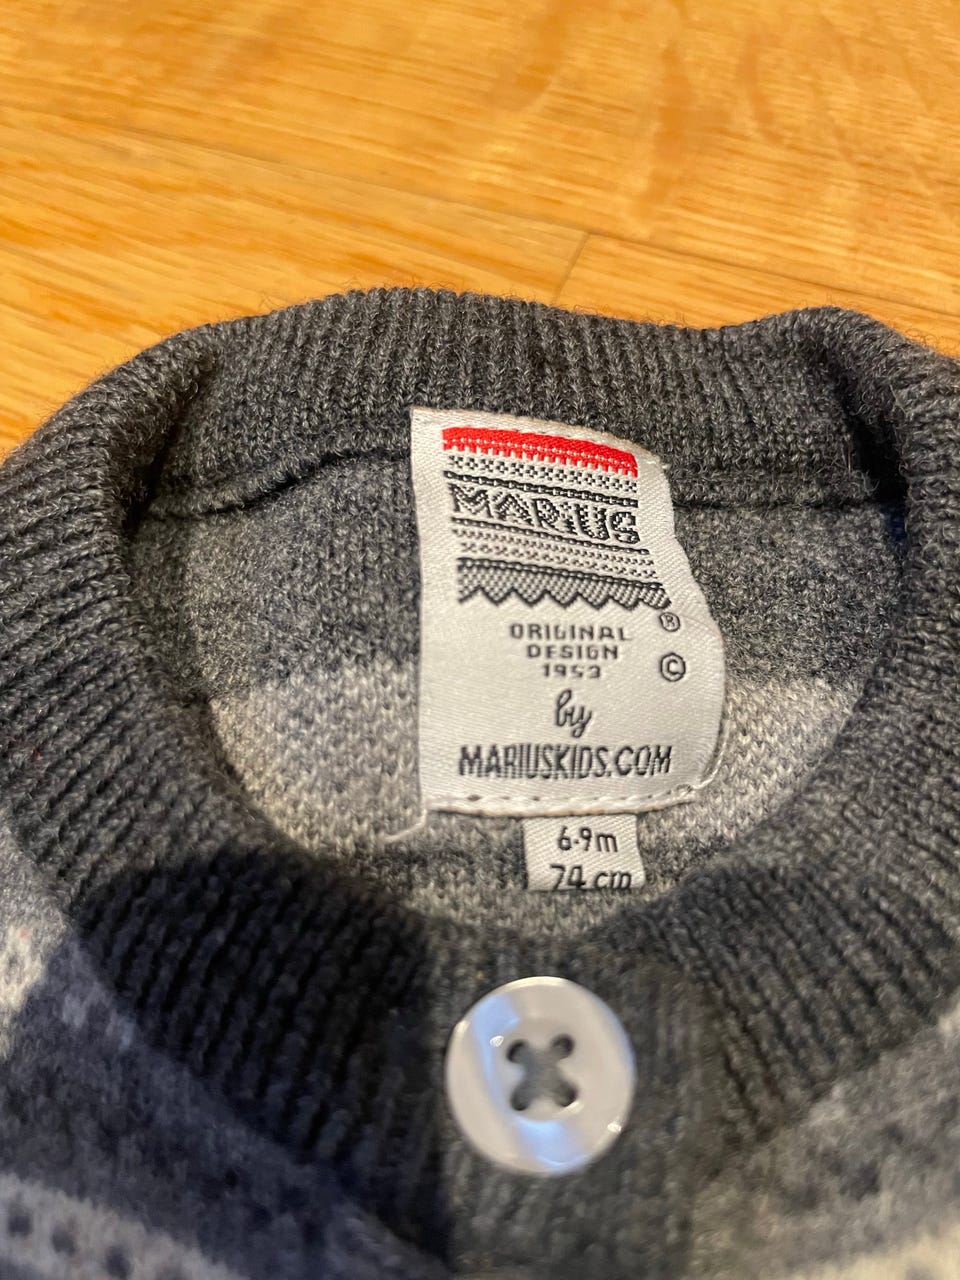 MARIUS
®
ORIGINAL
DESIGN
1953
©
by
MARIUSKIDS.COM
6-9m
74 cm